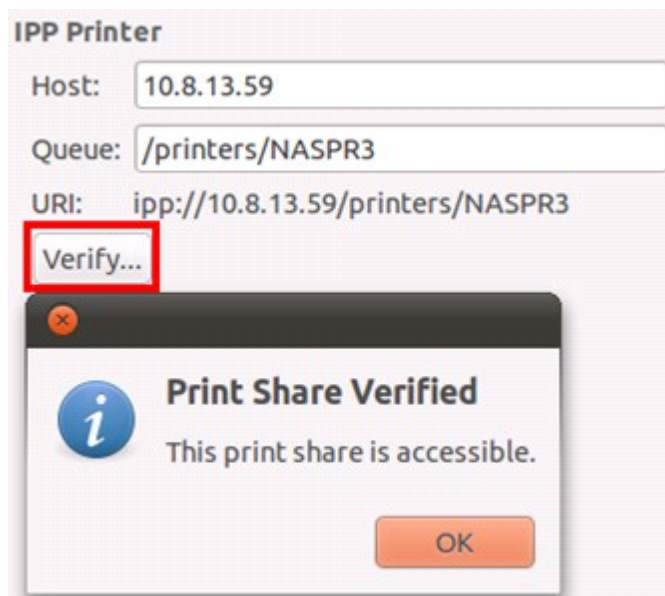 IPP Printer
Host: 10.8.13.59
Queue: /printers/NASPR3
URI: ipp://10.8.13.59/printers/NASPR3
Verify...
Print Share Verified
This print share is accessible.
OK